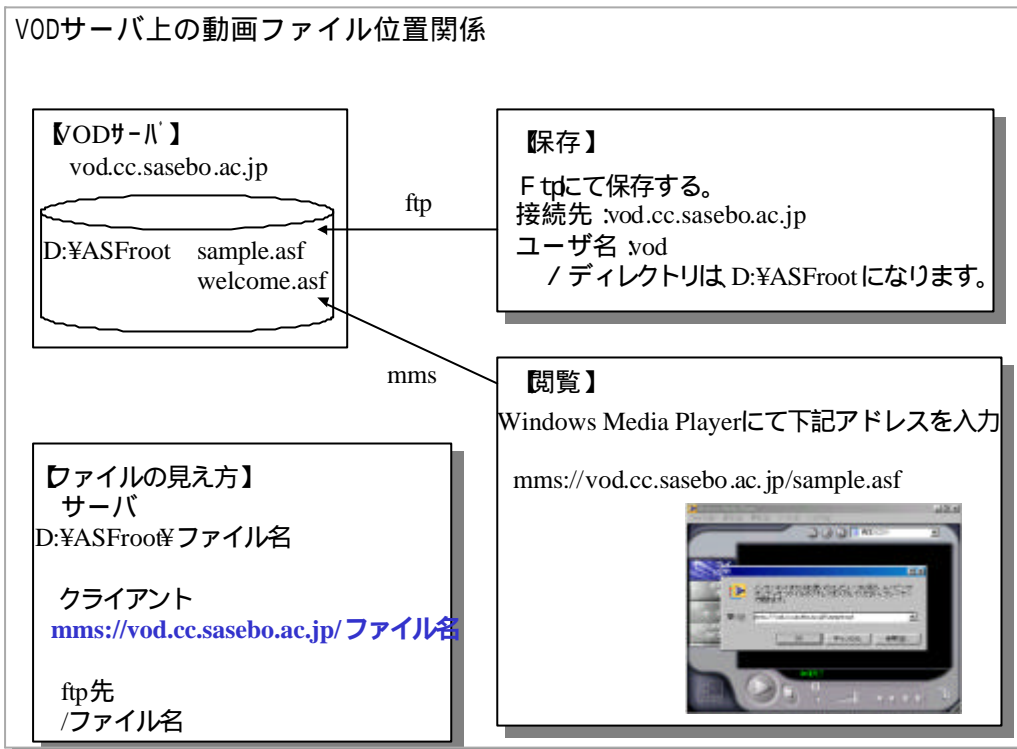 VODサーバ上の動画ファイル位置関係
【VODｻｰﾊﾞ】
vod.cc.sasebo.ac.jp
D:¥ASFroot sample.asf
welcome.asf
ftp
mms
【保存】
Ｆtpにて保存する。
接続先:vod.cc.sasebo.ac.jp
ユーザ名:vod
/ディレクトリは、D:¥ASFrootになります。
【閲覧】
Windows Media Playerにて下記アドレスを入力
mms://vod.cc.sasebo.ac.jp/sample.asf
【ファイルの見え方】
サーバ
D:¥ASFroot¥ファイル名
クライアント
mms://vod.cc.sasebo.ac.jp/ファイル名
ftp先
/ファイル名